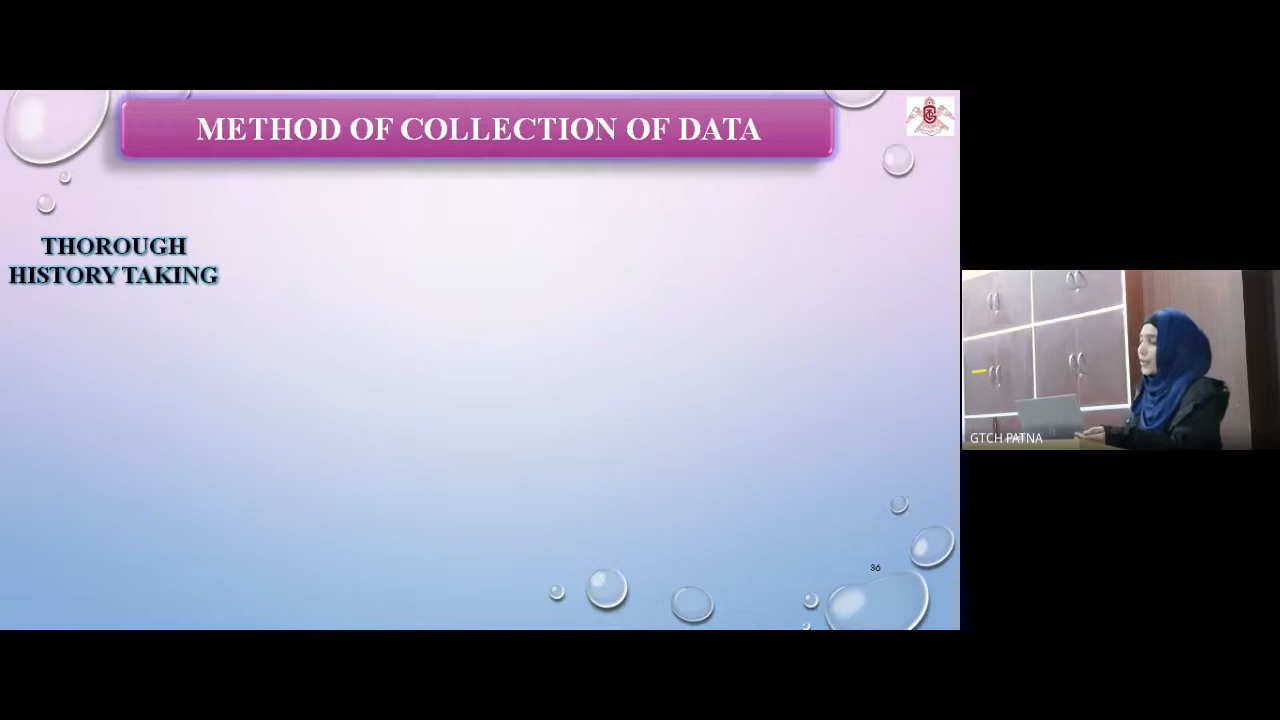 METHOD OF COLLECTION OF DATA
THOROUGH
HISTORY TAKING
GTCH PATNA
36